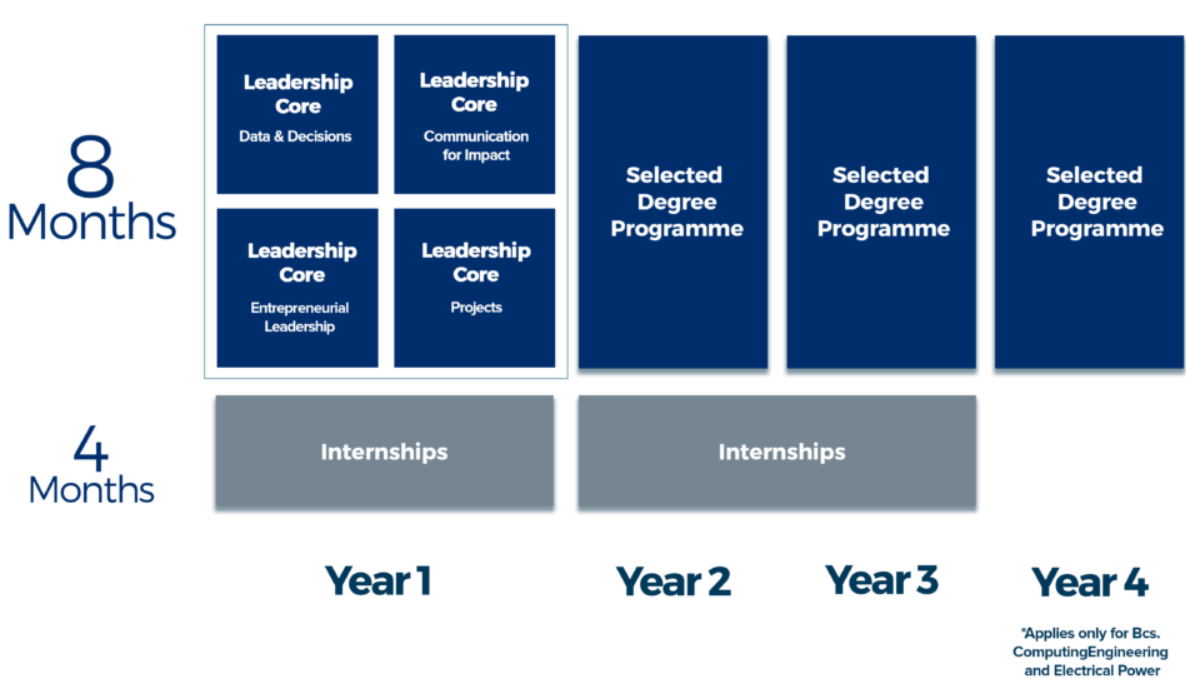 8
Months
Leadership
Core
Data & Decisions
Leadership
Core
Communication
for Impact
Leadership
Core
Entrepreneurial
Leadership
Leadership
Core
Projects
Selected
Degree
Programme
Selected
Degree
Programme
Selected
Degree
Programme
4
Months
Internships
Internships
Year 1
Year 2
Year 3
Year 4
*Applies only for Bcs.
ComputingEngineering
and Electrical Power